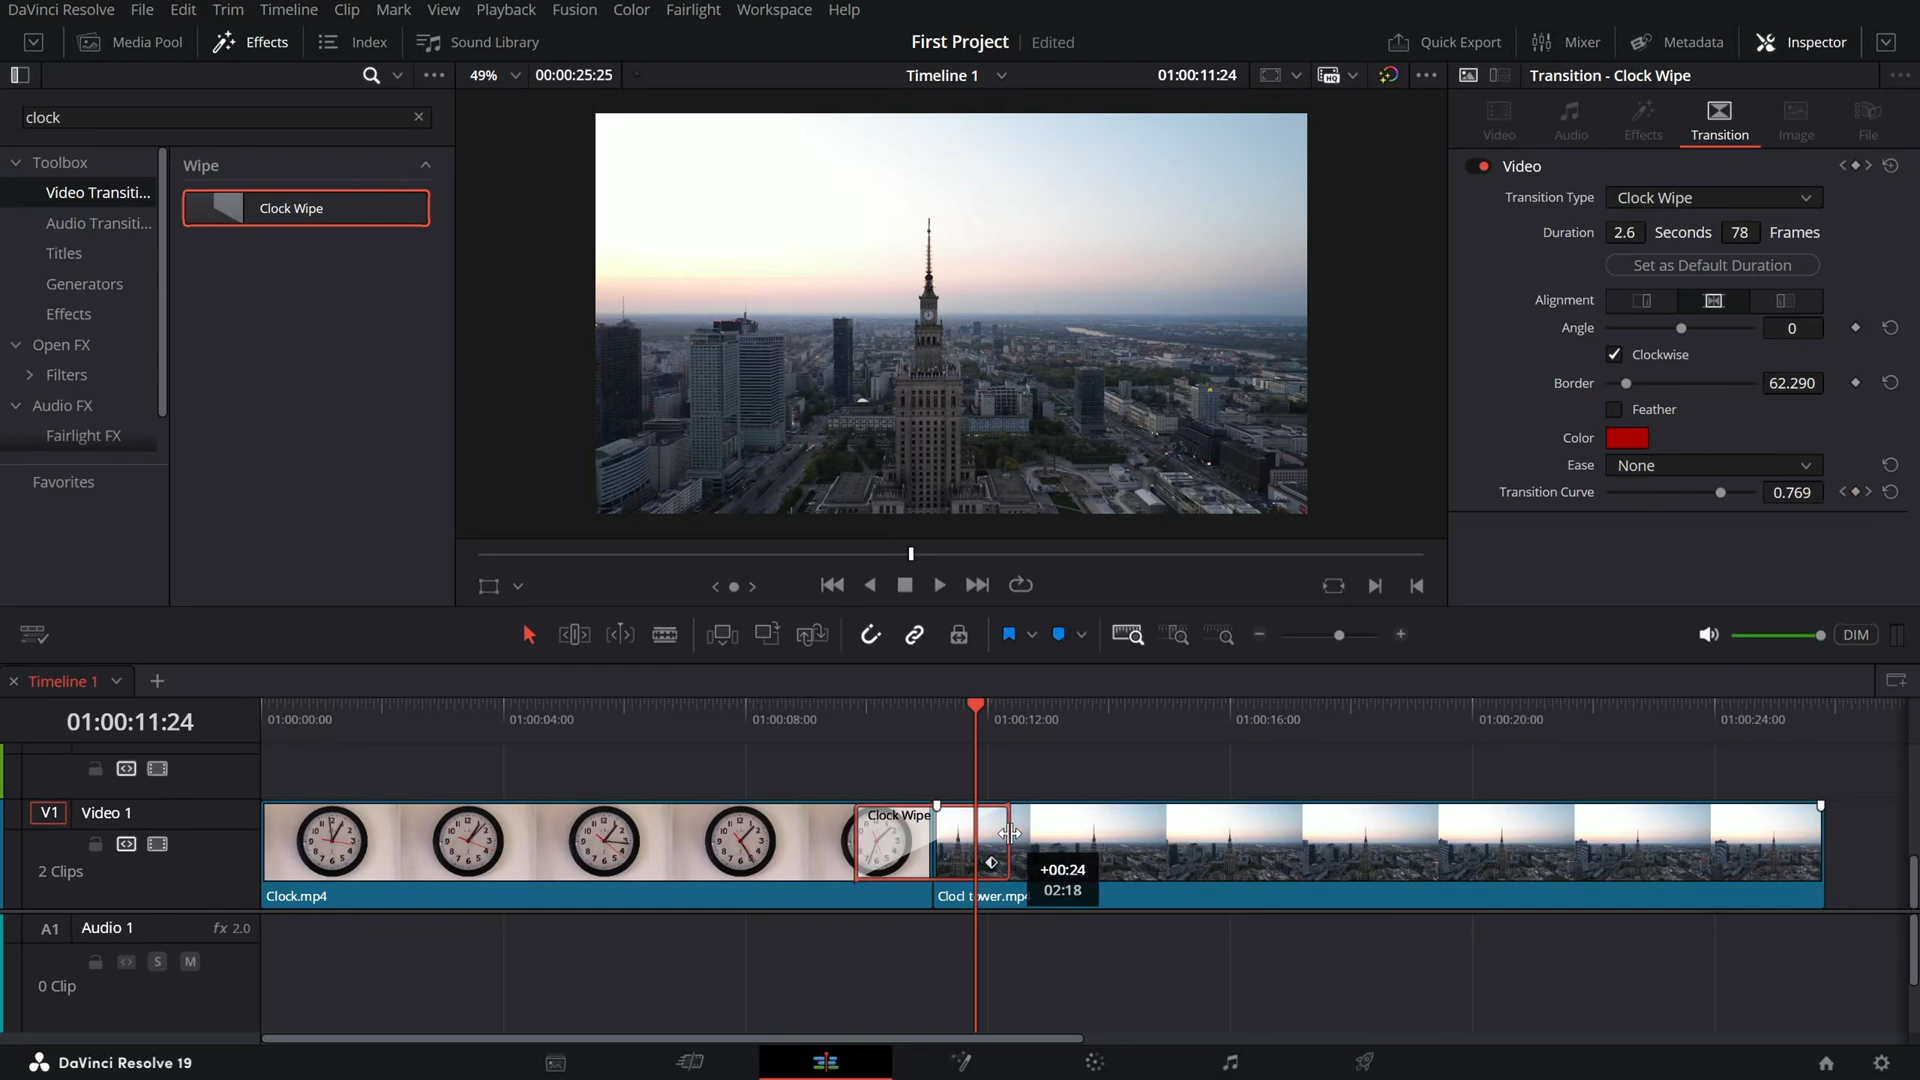 DaVinci Resolve File Edit Trim Timeline Clip Mark View Playback Fusion Color Fairlight Workspace Help
Media Pool Effects Index Sound Library First Project Edited Quick Export Mixer Metadata Inspector
49% 00:00:25:25 Timeline 1 01:00:11:24 HQ Transition - Clock Wipe
clock
Video Audio Effects Transition Image File
Toolbox
Video Transiti...
Audio Transiti...
Titles
Generators
Effects
Open FX
Filters
Audio FX
Fairlight FX
Favorites
Wipe
Clock Wipe
Video
Transition Type Clock Wipe
Duration 2.6 Seconds 78 Frames
Set as Default Duration
Alignment
Angle 0
Clockwise
Border 62.290
Feather
Color
Ease None
Transition Curve 0.769
DIM
Timeline 1
01:00:11:24
01:00:00:00 01:00:04:00 01:00:08:00 01:00:12:00 01:00:16:00 01:00:20:00 01:00:24:00
V1 Video 1
2 Clips
Clock Wipe
+00:24
02:18
Clock.mp4
Clocl tower.mp4
A1 Audio 1 fx 2.0
S M
0 Clip
DaVinci Resolve 19